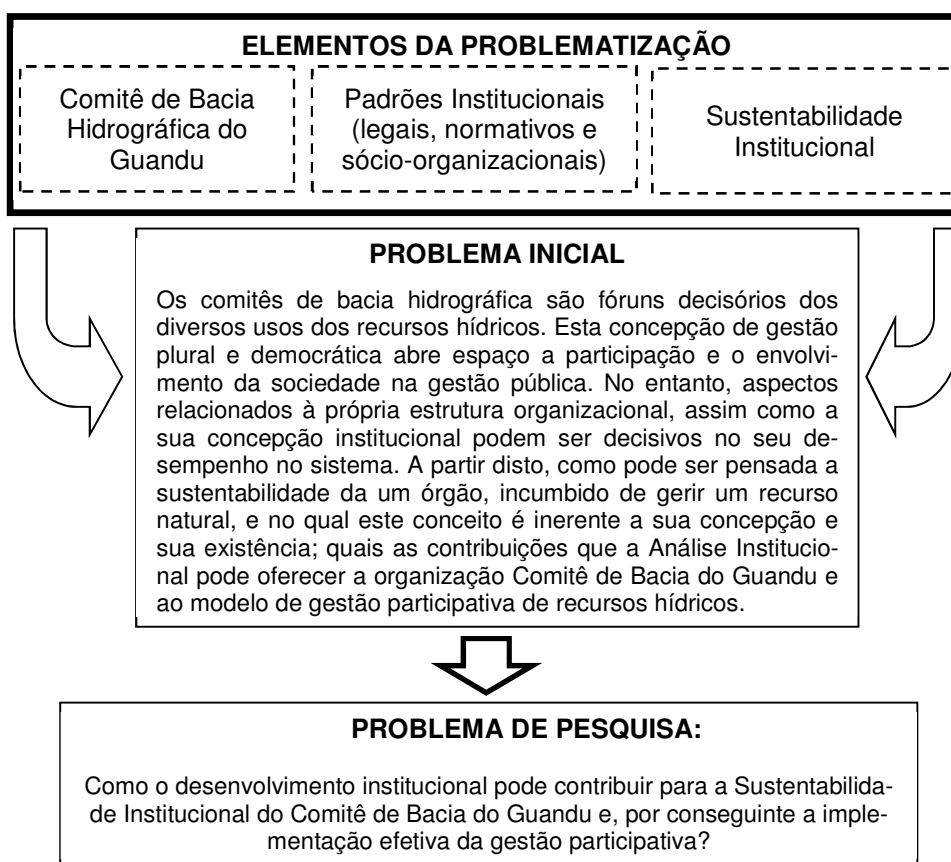 ELEMENTOS DA PROBLEMATIZAÇÃO
Comitê de Bacia
Hidrográfica do
Guandu
Padrões Institucionais
(legais, normativos e
sócio-organizacionais)
Sustentabilidade
Institucional
PROBLEMA INICIAL
Os comitês de bacia hidrográfica são fóruns decisórios dos
diversos usos dos recursos hídricos. Esta concepção de gestão
plural e democrática abre espaço a participação e o envolvi-
mento da sociedade na gestão pública. No entanto, aspectos
relacionados à própria estrutura organizacional, assim como a
sua concepção institucional podem ser decisivos no seu de-
sempenho no sistema. A partir disto, como pode ser pensada a
sustentabilidade da um órgão, incumbido de gerir um recurso
natural, e no qual este conceito é inerente a sua concepção e
sua existência; quais as contribuições que a Análise Institucio-
nal pode oferecer a organização Comitê de Bacia do Guandu e
ao modelo de gestão participativa de recursos hídricos.
PROBLEMA DE PESQUISA:
Como o desenvolvimento institucional pode contribuir para a Sustentabilida-
de Institucional do Comitê de Bacia do Guandu e, por conseguinte a imple-
mentação efetiva da gestão participativa?